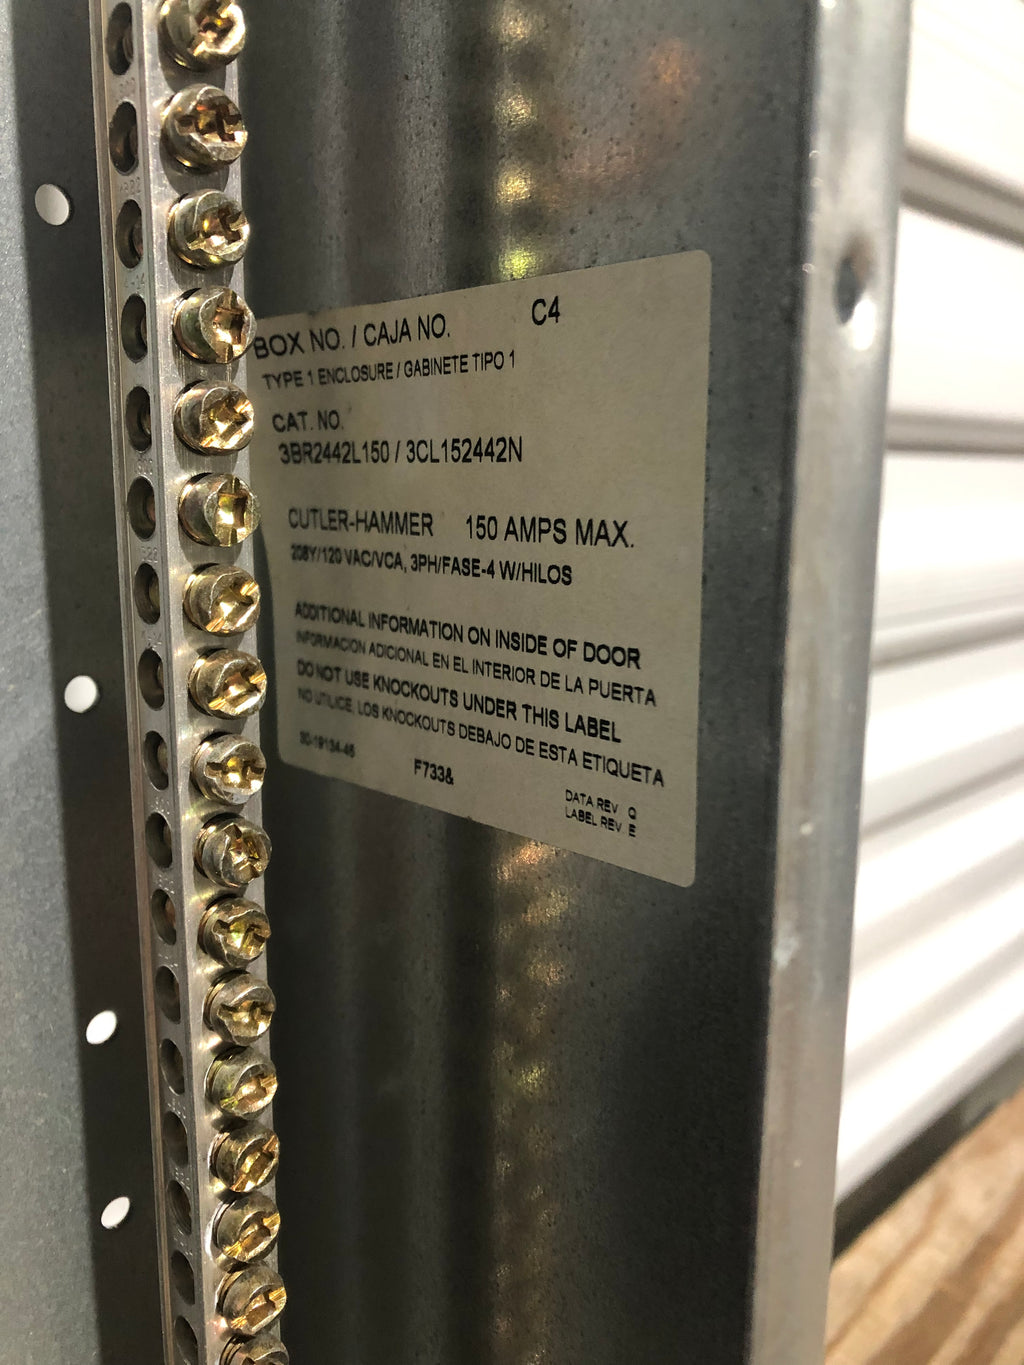 BOX NO. / CAJA NO. C4
TYPE 1 ENCLOSURE / GABINETE TIPO 1
CAT. NO.
3BR2442L150 / 3CL152442N
CUTLER-HAMMER 150 AMPS MAX.
208Y/120 VAC/VCA, 3PH/FASE-4 W/HILOS
ADDITIONAL INFORMATION ON INSIDE OF DOOR
INFORMACION ADICIONAL EN EL INTERIOR DE LA PUERTA
DO NOT USE KNOCKOUTS UNDER THIS LABEL
NO UTILICE, LOS KNOCKOUTS DEBAJO DE ESTA ETIQUETA
30-19134-45
F733&
DATA REV Q
LABEL REV E